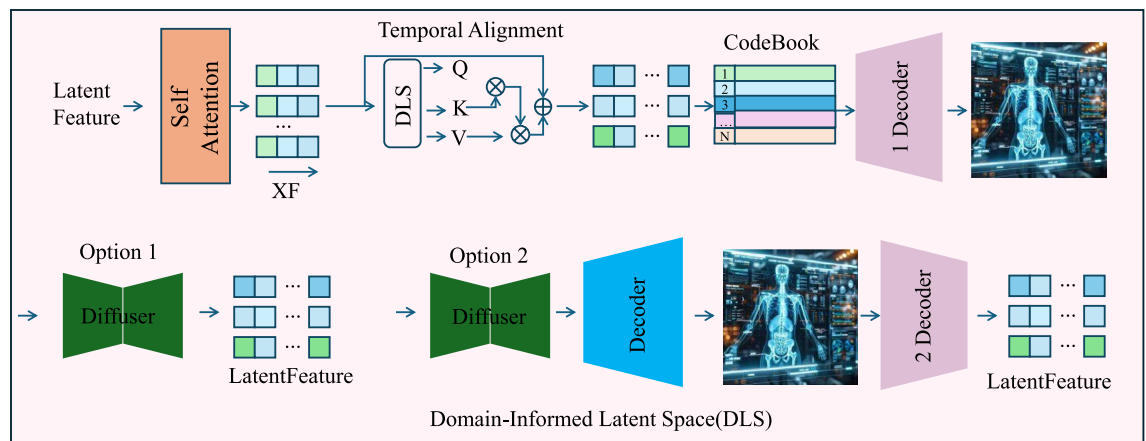 Temporal Alignment
CodeBook
Latent
Feature
Self
Attention
...
XF
DLS
Q
K
V
...
...
...
1
2
3
...
N
1 Decoder
Option 1
Diffuser
...
...
...
LatentFeature
Option 2
Diffuser
Decoder
2 Decoder
...
...
...
LatentFeature
Domain-Informed Latent Space(DLS)